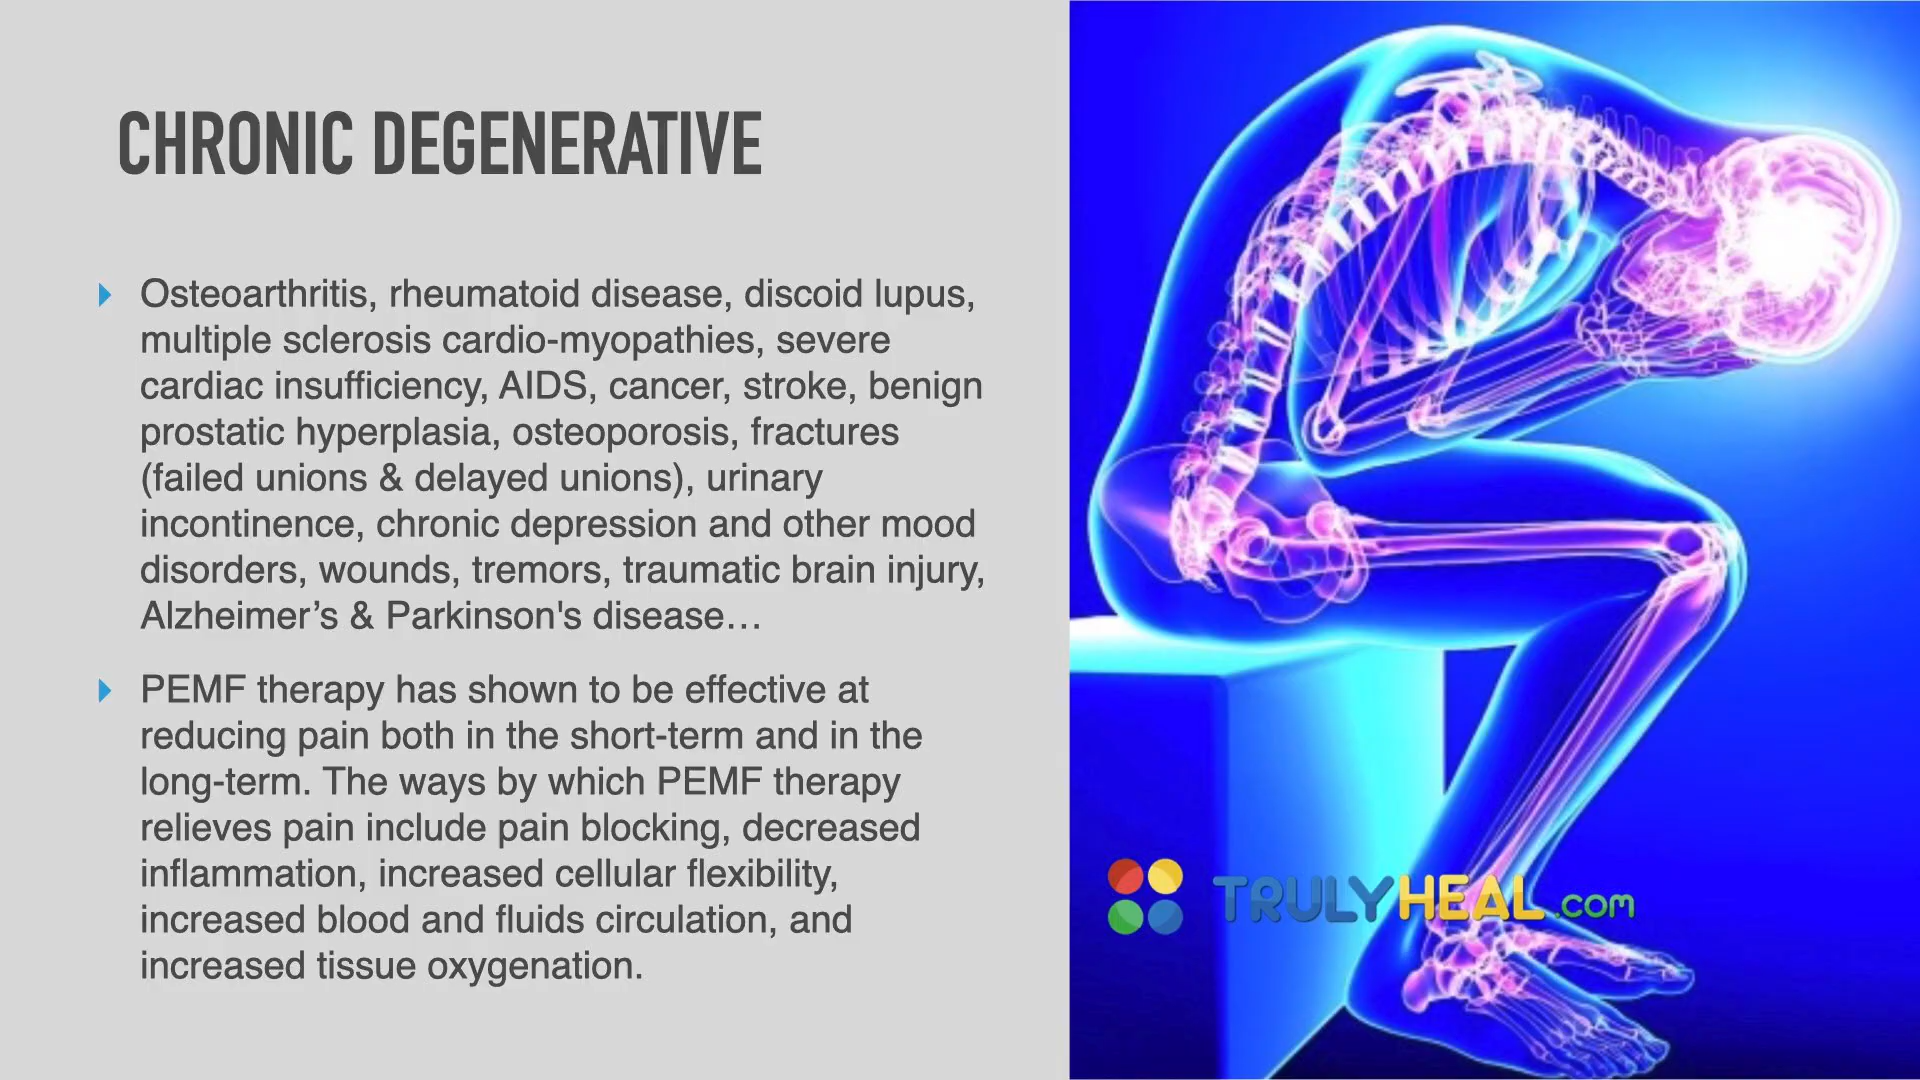 CHRONIC DEGENERATIVE
Osteoarthritis, rheumatoid disease, discoid lupus,
multiple sclerosis cardio-myopathies, severe
cardiac insufficiency, AIDS, cancer, stroke, benign
prostatic hyperplasia, osteoporosis, fractures
(failed unions & delayed unions), urinary
incontinence, chronic depression and other mood
disorders, wounds, tremors, traumatic brain injury,
Alzheimer’s & Parkinson's disease…
PEMF therapy has shown to be effective at
reducing pain both in the short-term and in the
long-term. The ways by which PEMF therapy
relieves pain include pain blocking, decreased
inflammation, increased cellular flexibility,
increased blood and fluids circulation, and
increased tissue oxygenation.
TRULYHEAL.com